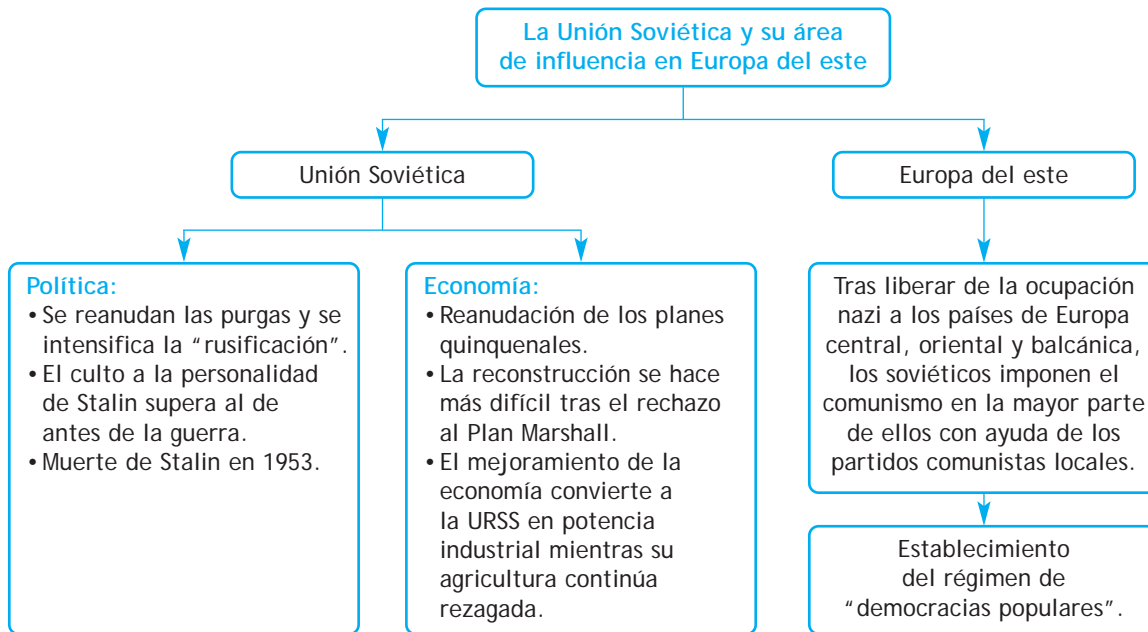 La Unión Soviética y su área
de influencia en Europa del este
Unión Soviética
Europa del este
Política:
• Se reanudan las purgas y se
intensifica la “rusificación”.
• El culto a la personalidad
de Stalin supera al de
antes de la guerra.
• Muerte de Stalin en 1953.
Economía:
• Reanudación de los planes
quinquenales.
• La reconstrucción se hace
más difícil tras el rechazo
al Plan Marshall.
• El mejoramiento de la
economía convierte a
la URSS en potencia
industrial mientras su
agricultura continúa
rezagada.
Tras liberar de la ocupación
nazi a los países de Europa
central, oriental y balcánica,
los soviéticos imponen el
comunismo en la mayor parte
de ellos con ayuda de los
partidos comunistas locales.
Establecimiento
del régimen de
“democracias populares”.